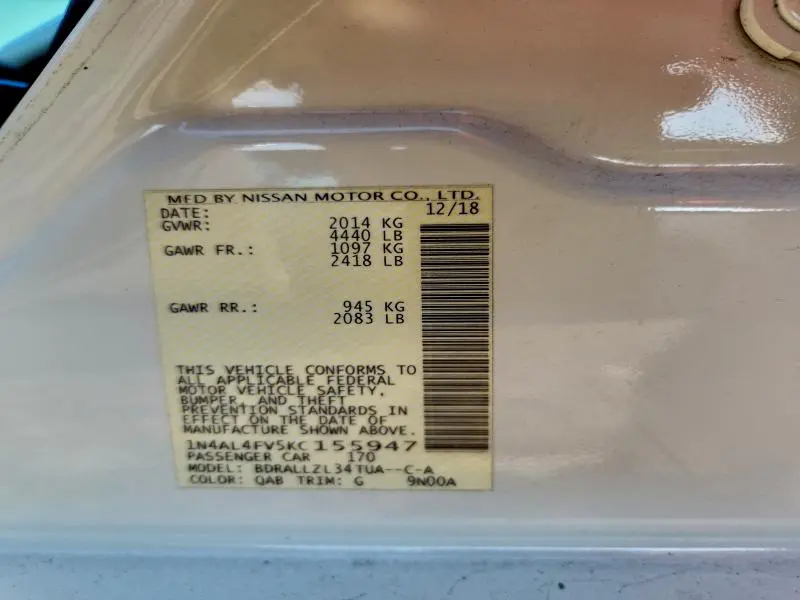 MFD BY NISSAN MOTOR CO., LTD.
DATE: 12/18
GVWR: 2014 KG
4440 LB
GAWR FR.: 1097 KG
2418 LB
GAWR RR.: 945 KG
2083 LB
THIS VEHICLE CONFORMS TO
ALL APPLICABLE FEDERAL
MOTOR VEHICLE SAFETY,
BUMPER, AND THEFT
PREVENTION STANDARDS IN
EFFECT ON THE DATE OF
MANUFACTURE SHOWN ABOVE.
1N4AL4FV5KC155947
PASSENGER CAR 170
MODEL: BDRALLZL34TUA--C-A
COLOR: QAB TRIM: G 9N00A